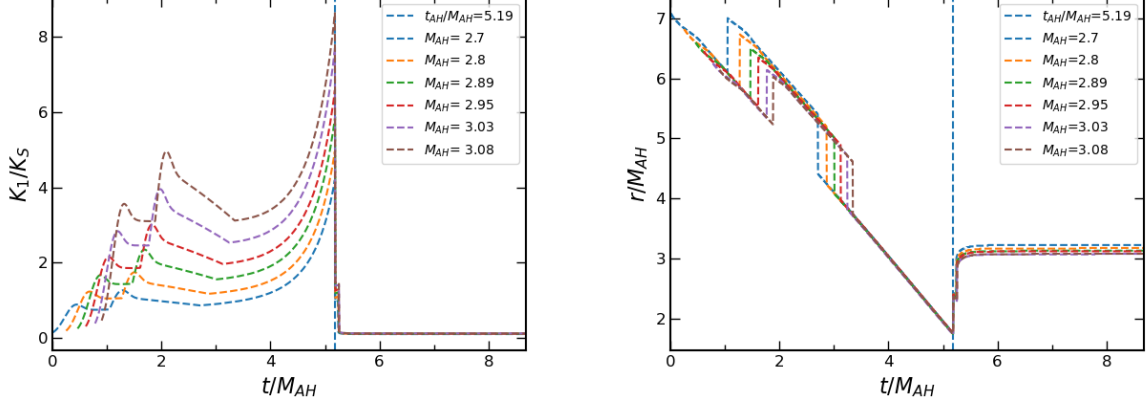 8
6
4
2
0
K1/KS
tAH/MAH=5.19
MAH= 2.7
MAH= 2.8
MAH= 2.89
MAH= 2.95
MAH= 3.03
MAH= 3.08
0 2 4 6 8
t/MAH
7
6
5
4
3
2
r/MAH
tAH/MAH=5.19
MAH=2.7
MAH=2.8
MAH=2.89
MAH=2.95
MAH=3.03
MAH=3.08
0 2 4 6 8
t/MAH